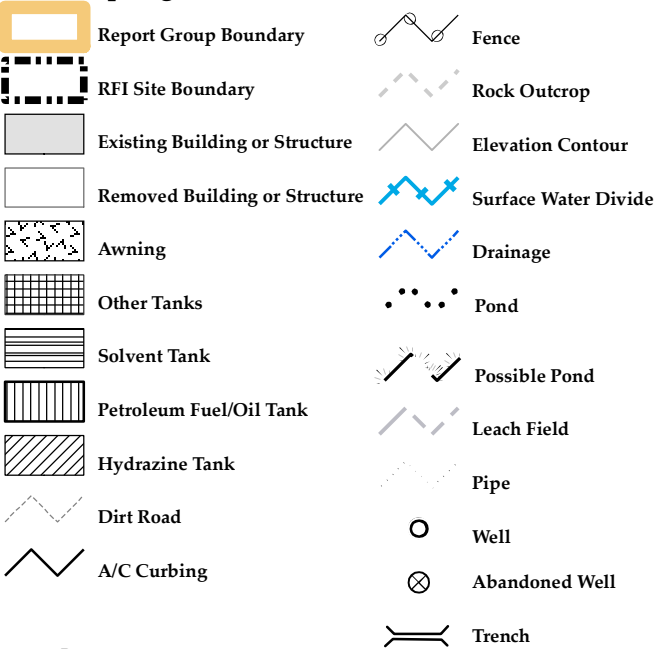 Report Group Boundary
RFI Site Boundary
Existing Building or Structure
Removed Building or Structure
Awning
Other Tanks
Solvent Tank
Petroleum Fuel/Oil Tank
Hydrazine Tank
Dirt Road
A/C Curbing
Fence
Rock Outcrop
Elevation Contour
Surface Water Divide
Drainage
Pond
Possible Pond
Leach Field
Pipe
Well
Abandoned Well
Trench